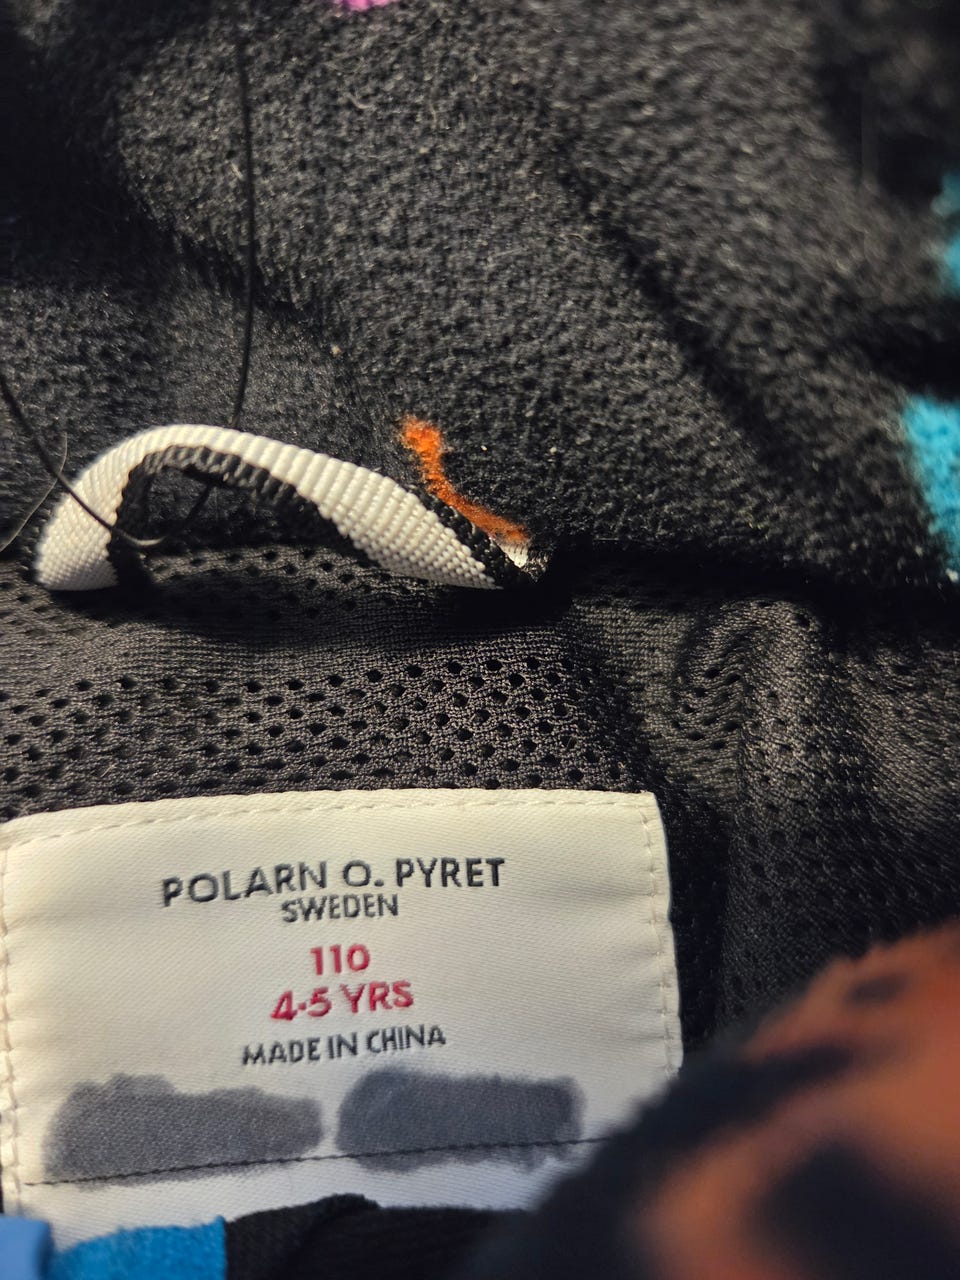 POLARN O. PYRET
SWEDEN
110
4-5 YRS
MADE IN CHINA